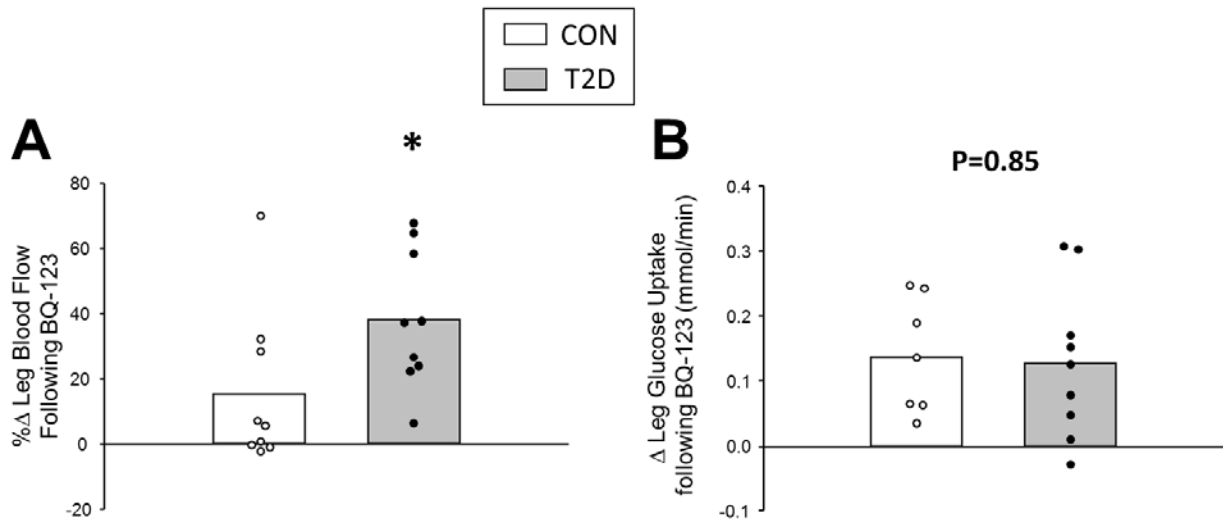 CON
T2D
A
*
%Δ Leg Blood Flow
Following BQ-123
80
60
40
20
0
-20
B
P=0.85
Δ Leg Glucose Uptake
following BQ-123 (mmol/min)
0.4
0.3
0.2
0.1
0.0
-0.1